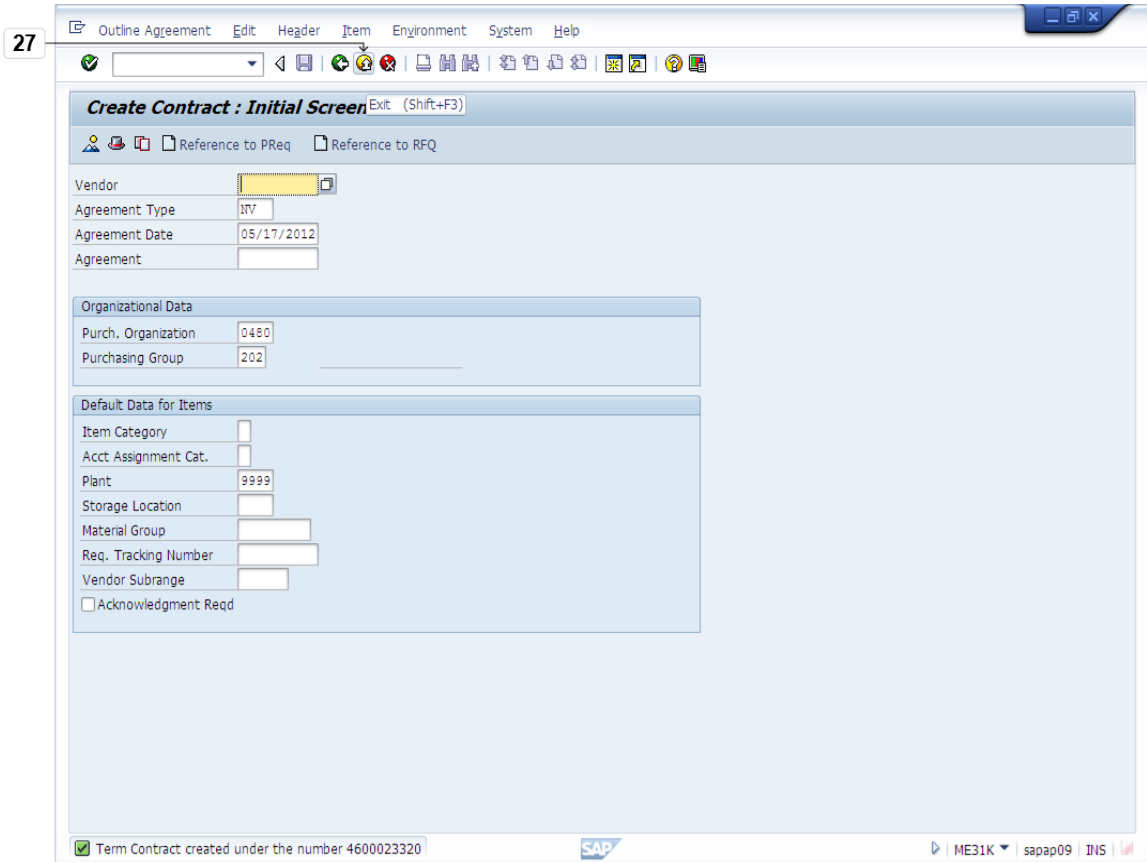 Outline Agreement Edit Header Item Environment System Help
27
Create Contract : Initial Screen
Exit (Shift+F3)
Reference to PReq Reference to RFQ
Vendor
Agreement Type NV
Agreement Date 05/17/2012
Agreement
Organizational Data
Purch. Organization 0480
Purchasing Group 202
Default Data for Items
Item Category
Acct Assignment Cat.
Plant 9999
Storage Location
Material Group
Req. Tracking Number
Vendor Subrange
Acknowledgment Reqd
Term Contract created under the number 4600023320 SAP ME31K sapap09 INS